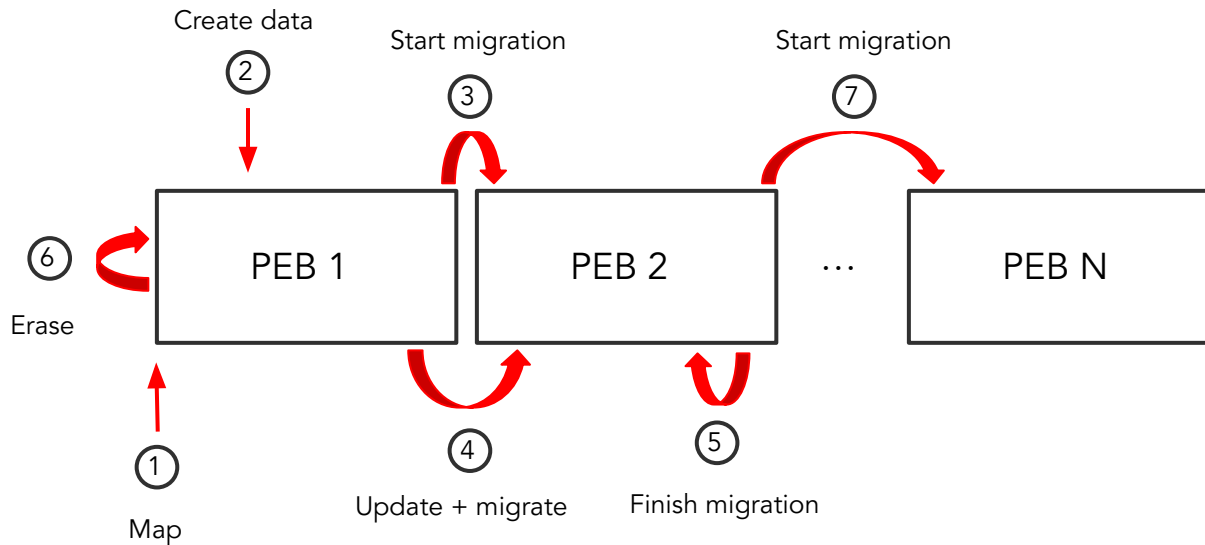 Create data
2
Start migration
3
Start migration
7
6
Erase
PEB 1
PEB 2
...
PEB N
1
Map
4
Update + migrate
5
Finish migration